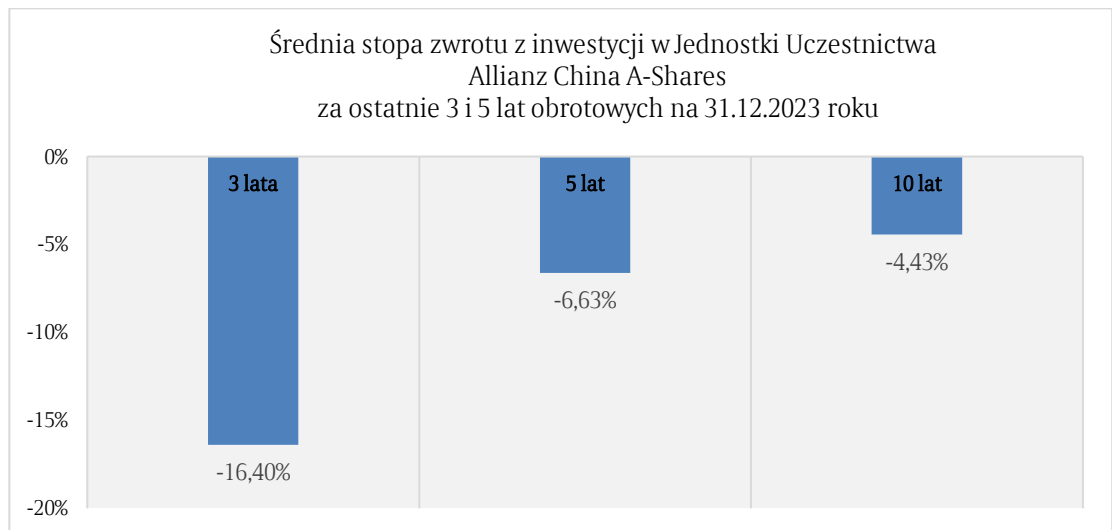 Średnia stopa zwrotu z inwestycji w Jednostki Uczestnictwa
Allianz China A-Shares
za ostatnie 3 i 5 lat obrotowych na 31.12.2023 roku
0%
3 lata
5 lat
10 lat
-5%
-4,43%
-6,63%
-10%
-15%
-16,40%
-20%